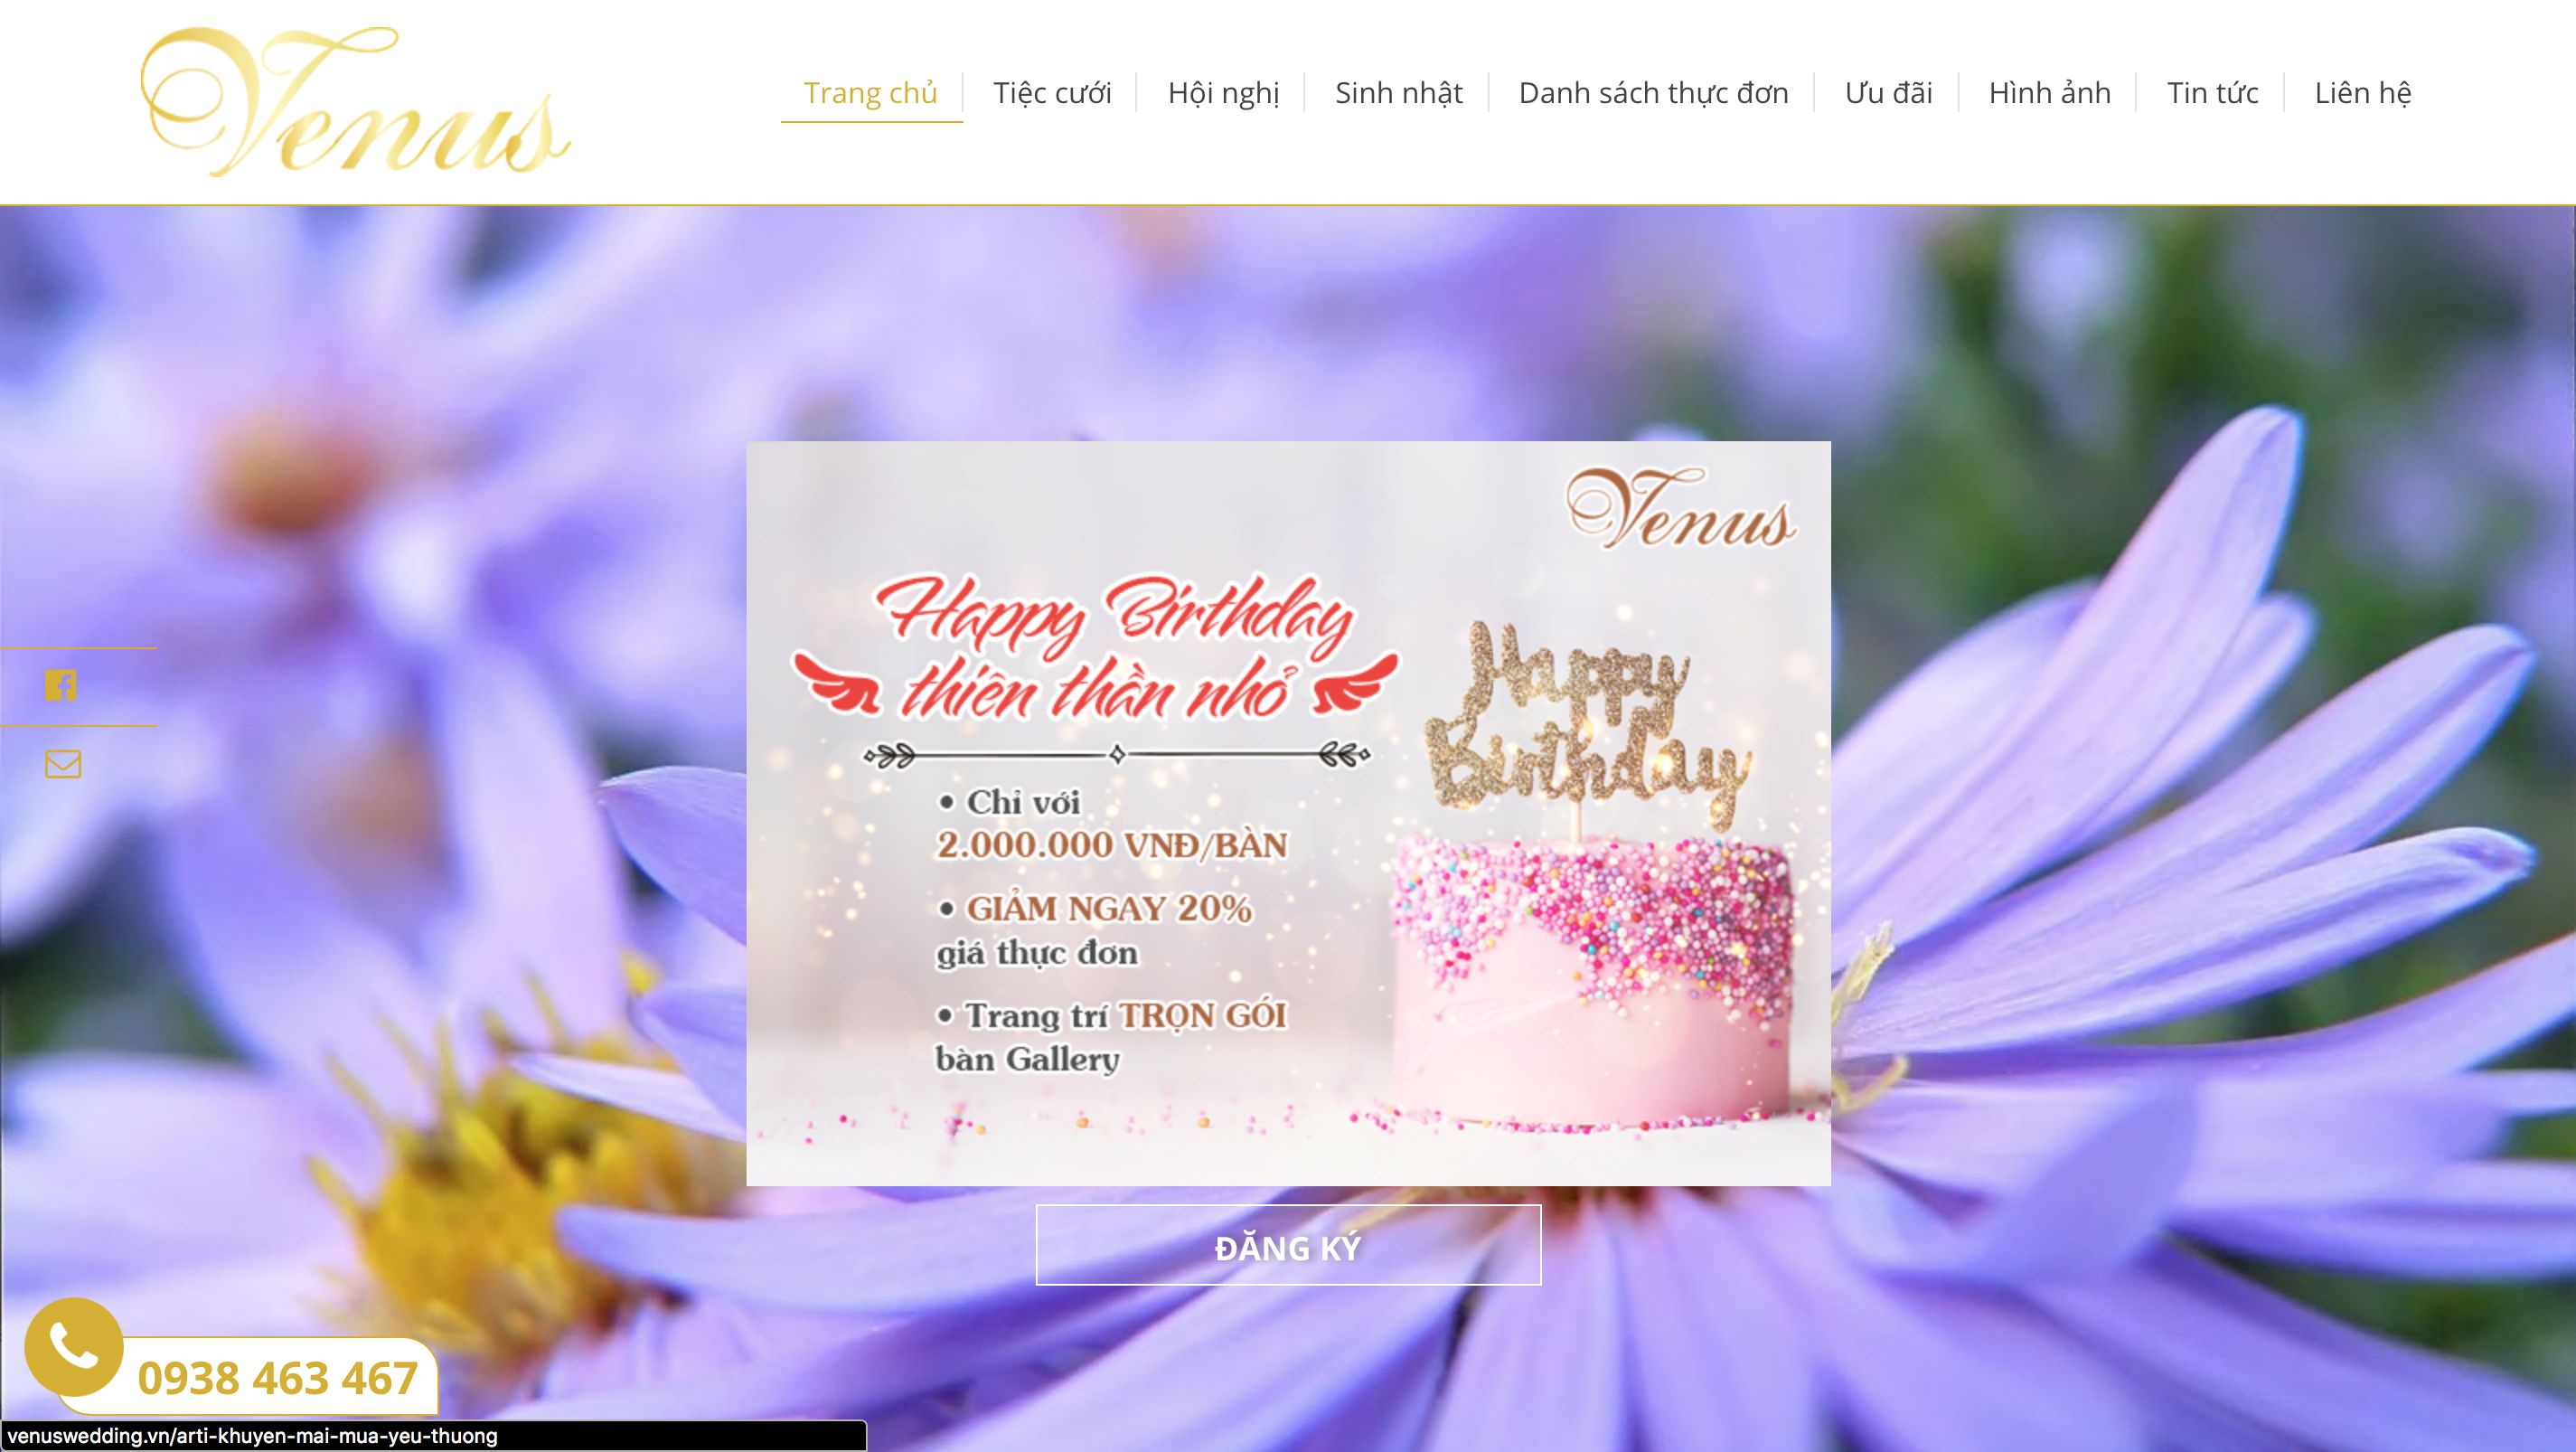 Venus
Trang chủ
Tiệc cưới
Hội nghị
Sinh nhật
Danh sách thực đơn
Ưu đãi
Hình ảnh
Tin tức
Liên hệ
Venus
Happy Birthday
thiên thần nhỏ
Happy
Birthday
• Chỉ với
2.000.000 VNĐ/BÀN
• GIẢM NGAY 20%
giá thực đơn
• Trang trí TRỌN GÓI
bàn Gallery
ĐĂNG KÝ
0938 463 467
venuswedding.vn/arti-khuyen-mai-mua-yeu-thuong